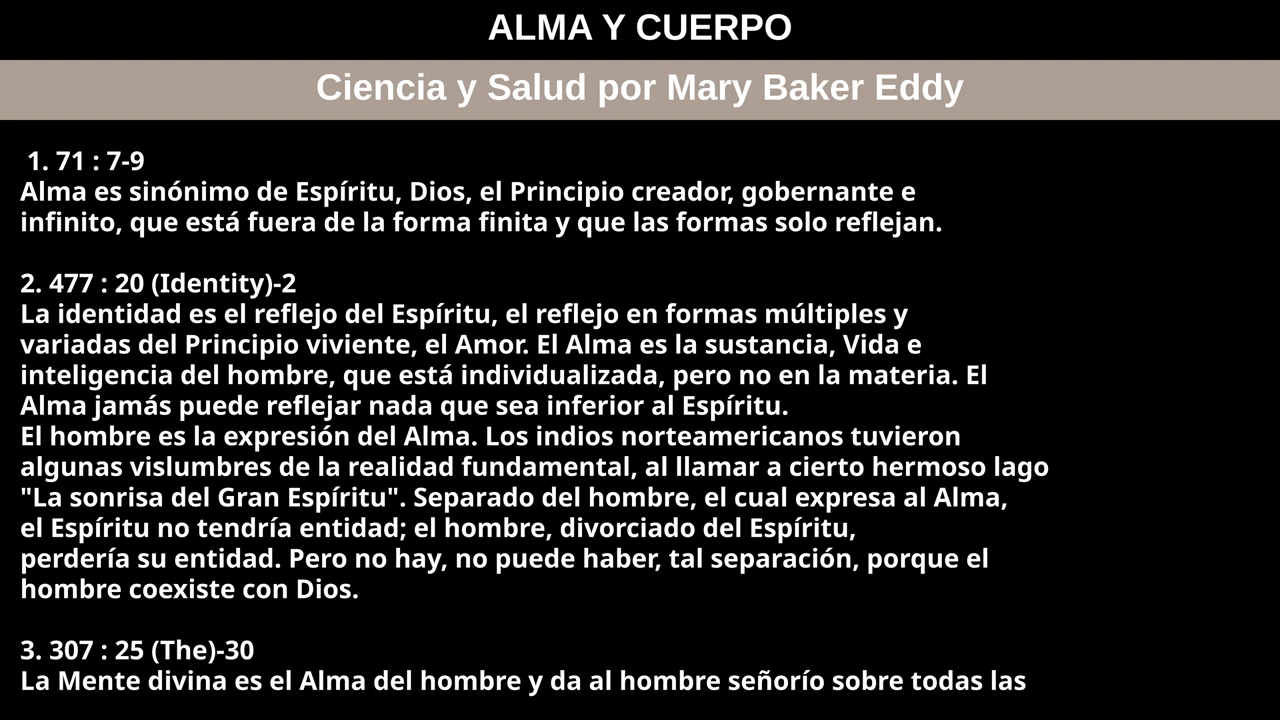 ALMA Y CUERPO
Ciencia y Salud por Mary Baker Eddy
1. 71 : 7-9
Alma es sinónimo de Espíritu, Dios, el Principio creador, gobernante e
infinito, que está fuera de la forma finita y que las formas solo reflejan.
2. 477 : 20 (Identity)-2
La identidad es el reflejo del Espíritu, el reflejo en formas múltiples y
variadas del Principio viviente, el Amor. El Alma es la sustancia, Vida e
inteligencia del hombre, que está individualizada, pero no en la materia. El
Alma jamás puede reflejar nada que sea inferior al Espíritu.
El hombre es la expresión del Alma. Los indios norteamericanos tuvieron
algunas vislumbres de la realidad fundamental, al llamar a cierto hermoso lago
"La sonrisa del Gran Espíritu". Separado del hombre, el cual expresa al Alma,
el Espíritu no tendría entidad; el hombre, divorciado del Espíritu,
perdería su entidad. Pero no hay, no puede haber, tal separación, porque el
hombre coexiste con Dios.
3. 307 : 25 (The)-30
La Mente divina es el Alma del hombre y da al hombre señorío sobre todas las